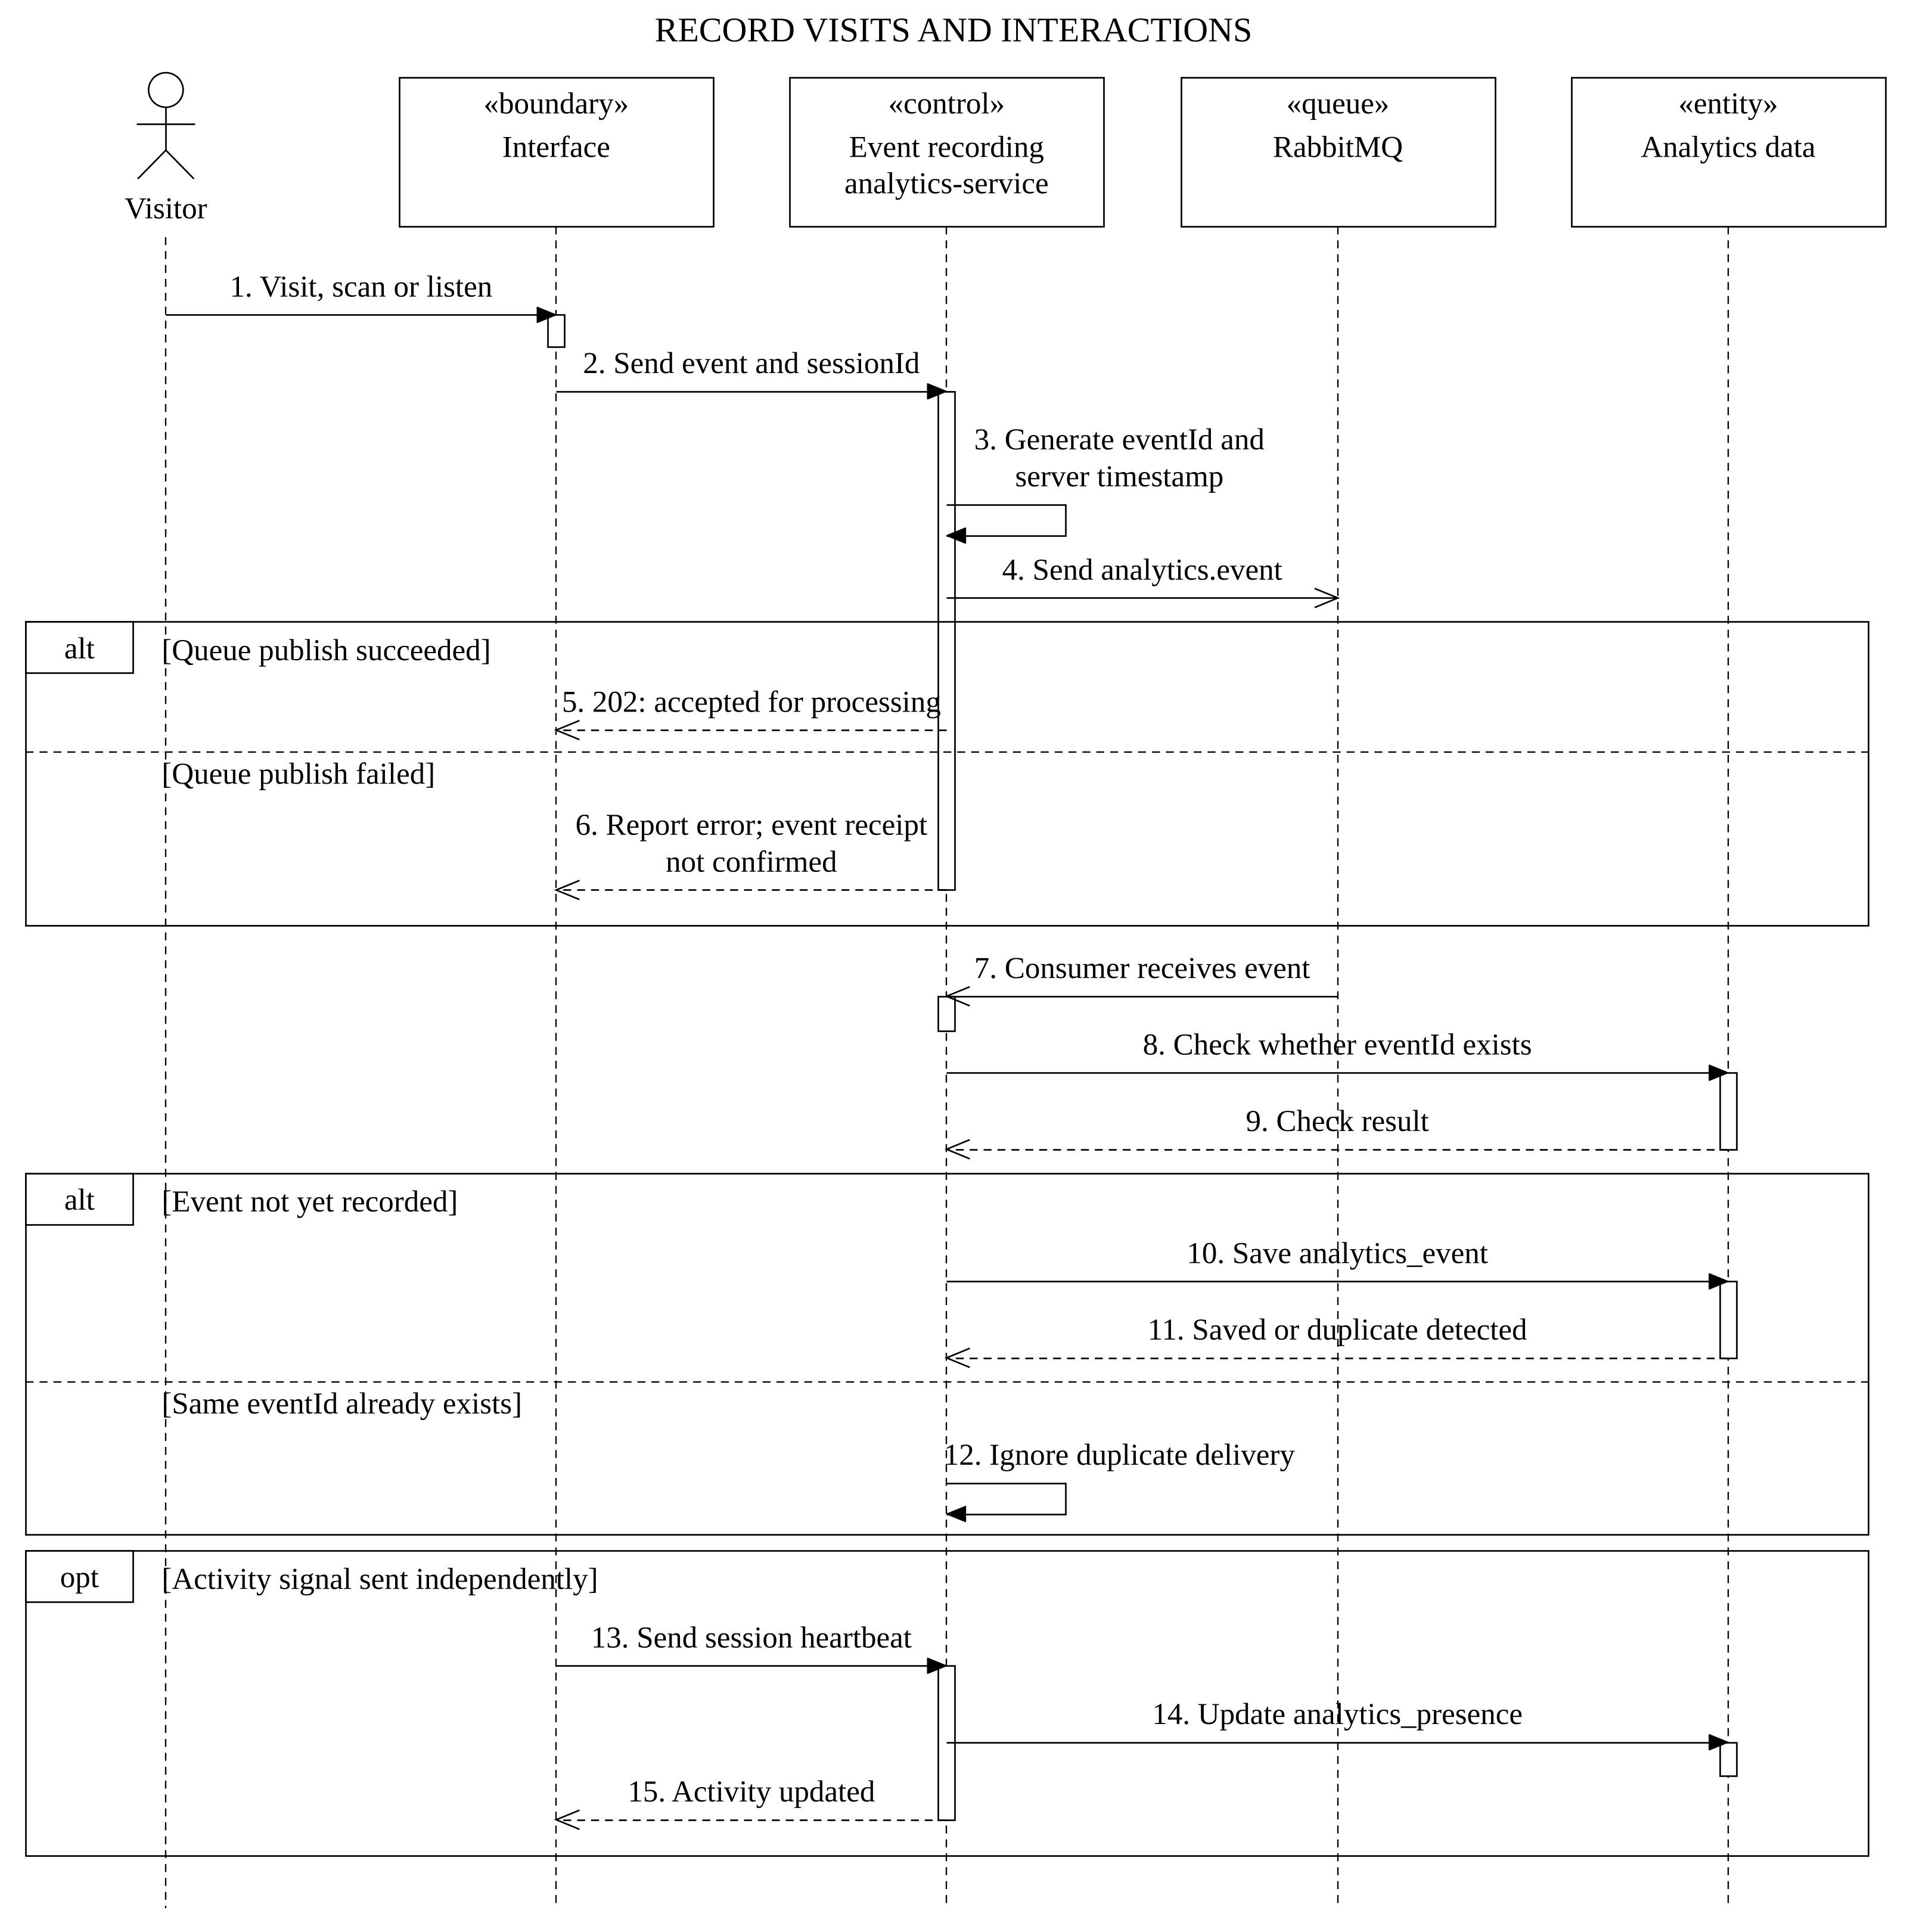 RECORD VISITS AND INTERACTIONS
Visitor
«boundary»
Interface
«control»
Event recording
analytics-service
«queue»
RabbitMQ
«entity»
Analytics data
1. Visit, scan or listen
2. Send event and sessionId
3. Generate eventId and
server timestamp
4. Send analytics.event
alt
[Queue publish succeeded]
5. 202: accepted for processing
[Queue publish failed]
6. Report error; event receipt
not confirmed
7. Consumer receives event
8. Check whether eventId exists
9. Check result
alt
[Event not yet recorded]
10. Save analytics_event
11. Saved or duplicate detected
[Same eventId already exists]
12. Ignore duplicate delivery
opt
[Activity signal sent independently]
13. Send session heartbeat
14. Update analytics_presence
15. Activity updated